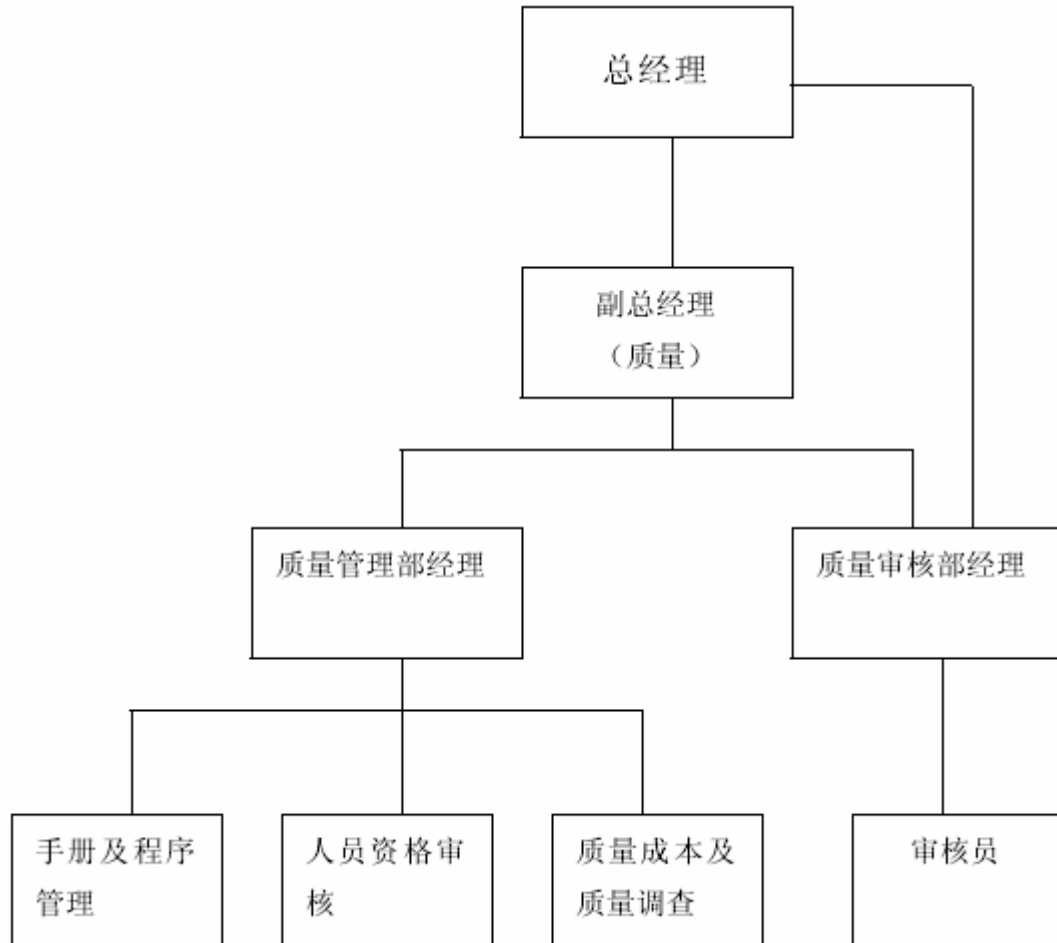 总经理
副总经理
（质量）
质量管理部经理
质量审核部经理
手册及程序
管理
人员资格审
核
质量成本及
质量调查
审核员